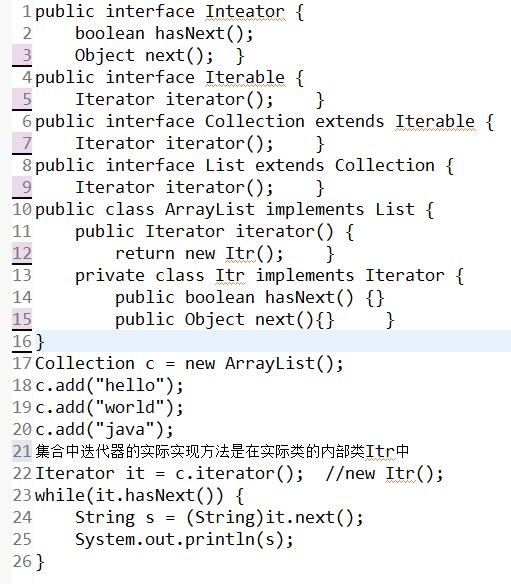 1 public interface Inteator {
2     boolean hasNext();
3     Object next();  }
4 public interface Iterable {
5     Iterator iterator();    }
6 public interface Collection extends Iterable {
7     Iterator iterator();    }
8 public interface List extends Collection {
9     Iterator iterator();    }
10 public class ArrayList implements List {
11     public Iterator iterator() {
12         return new Itr();    }
13     private class Itr implements Iterator {
14         public boolean hasNext() {}
15         public Object next(){}     }
16 }
17 Collection c = new ArrayList();
18 c.add("hello");
19 c.add("world");
20 c.add("java");
21 集合中迭代器的实际实现方法是在实际类的内部类Itr中
22 Iterator it = c.iterator();  //new Itr();
23 while(it.hasNext()) {
24     String s = (String)it.next();
25     System.out.println(s);
26 }